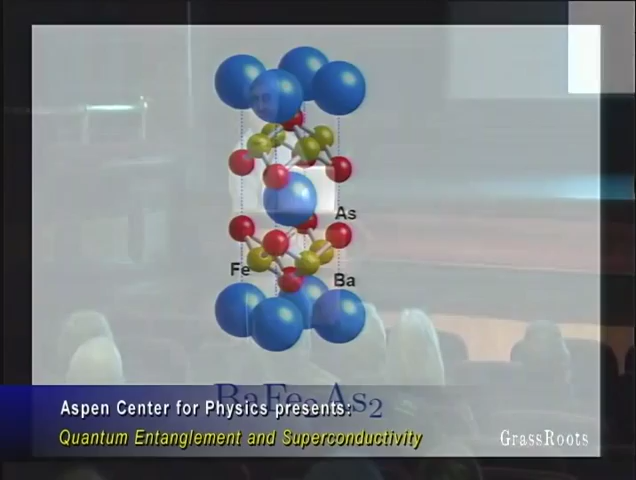 As
Fe
Ba
BaFe2As2
Aspen Center for Physics presents:
Quantum Entanglement and Superconductivity
GrassRoots